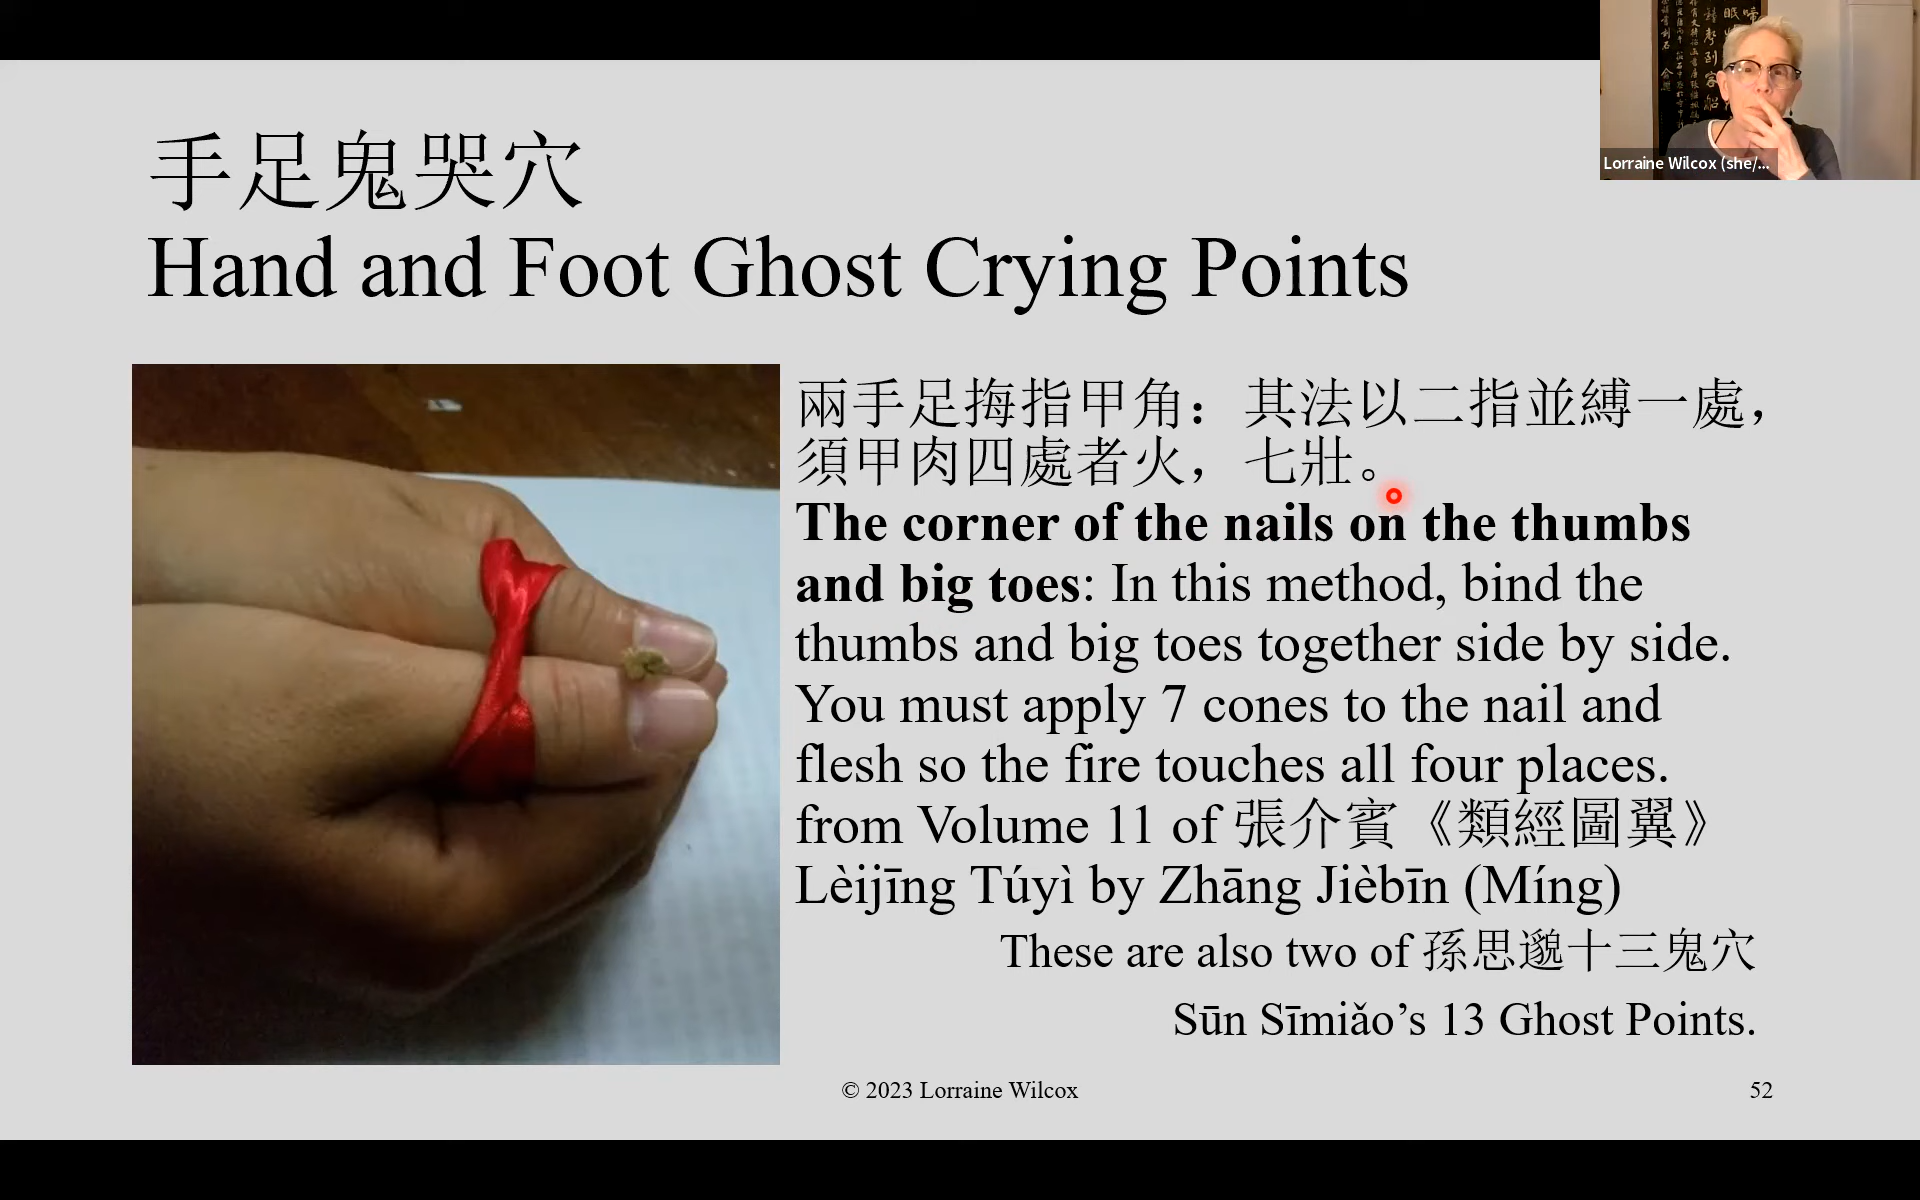 手足鬼哭穴
Hand and Foot Ghost Crying Points
兩手足拇指甲角：其法以二指並縛一處，
須甲肉四處者火，七壯。
The corner of the nails on the thumbs
and big toes: In this method, bind the
thumbs and big toes together side by side.
You must apply 7 cones to the nail and
flesh so the fire touches all four places.
from Volume 11 of 張介賓《類經圖翼》
Lèijīng Túyì by Zhāng Jièbīn (Míng)
These are also two of 孫思邈十三鬼穴
Sūn Sīmiǎo’s 13 Ghost Points.
© 2023 Lorraine Wilcox
52
Lorraine Wilcox (she/...